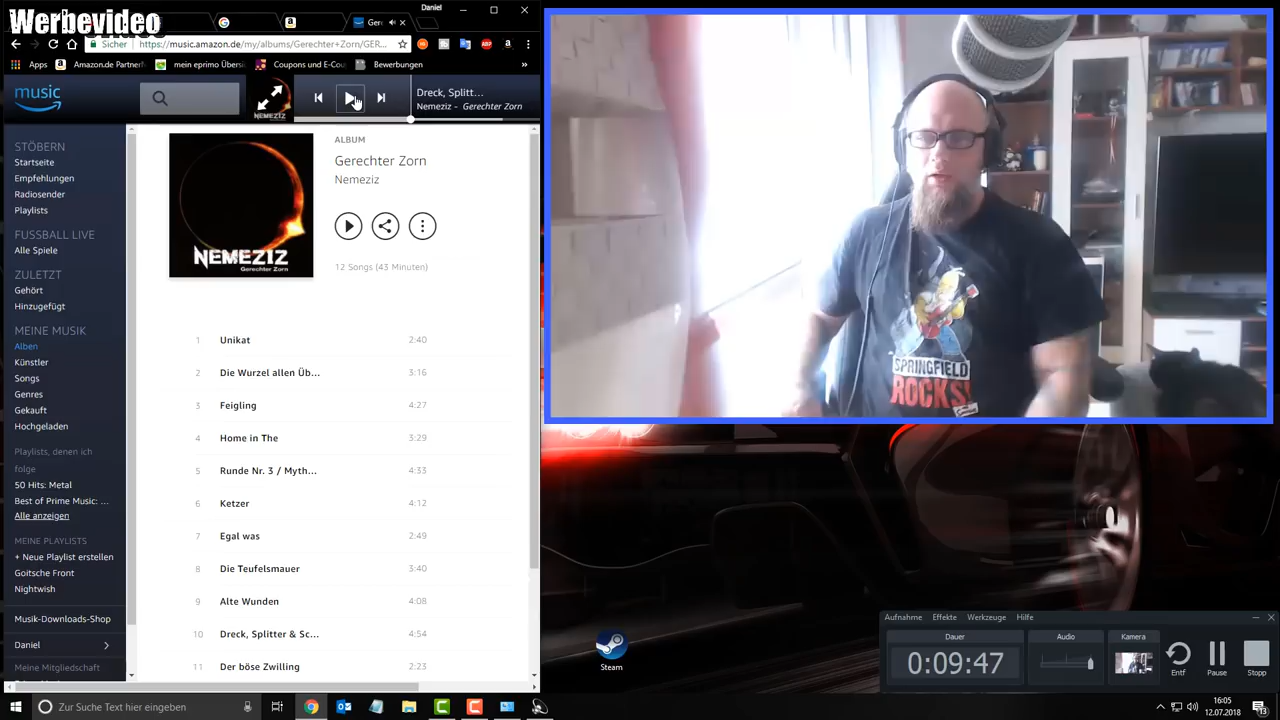 Werbevideo
Daniel
Gerc
Sicher https://music.amazon.de/my/albums/Gerechter+Zorn/GER...
Apps Amazon.de Partner mein eprimo Übersi Coupons und E-Cou Bewerbungen »
music
Dreck, Splitt...
Nemeziz - Gerechter Zorn
STÖBERN
Startseite
Empfehlungen
Radiosender
Playlists
FUSSBALL LIVE
Alle Spiele
ZULETZT
Gehört
Hinzugefügt
MEINE MUSIK
Alben
Künstler
Songs
Genres
Gekauft
Hochgeladen
Playlists, denen ich
folge
50 Hits: Metal
Best of Prime Music: ...
Alle anzeigen
MEINE PLAYLISTS
+ Neue Playlist erstellen
Goitsche Front
Nightwish
Musik-Downloads-Shop
Daniel
Meine Mitgliedschaft
NEMEZIZ
Gerechter Zorn
ALBUM
Gerechter Zorn
Nemeziz
12 Songs (43 Minuten)
1 Unikat 2:40
2 Die Wurzel allen Üb... 3:16
3 Feigling 4:27
4 Home in The 3:29
5 Runde Nr. 3 / Myth... 4:33
6 Ketzer 4:12
7 Egal was 2:49
8 Die Teufelsmauer 3:40
9 Alte Wunden 4:08
10 Dreck, Splitter & Sc... 4:54
11 Der böse Zwilling 2:23
SPRINGFIELD
ROCKS!
Steam
Aufnahme Effekte Werkzeuge Hilfe
Dauer Audio Kamera
0:09:47
Entf Pause Stopp
Zur Suche Text hier eingeben
16:05
12.07.2018